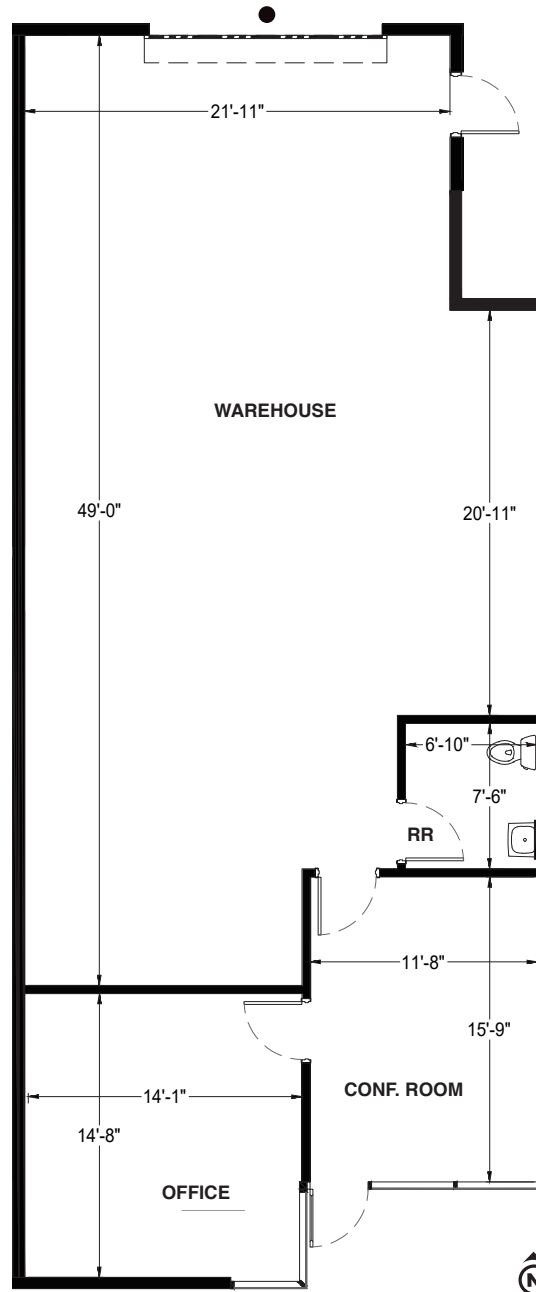 21'-11"
WAREHOUSE
49'-0"
20'-11"
6'-10"
7'-6"
RR
11'-8"
15'-9"
CONF. ROOM
14'-1"
14'-8"
OFFICE
N